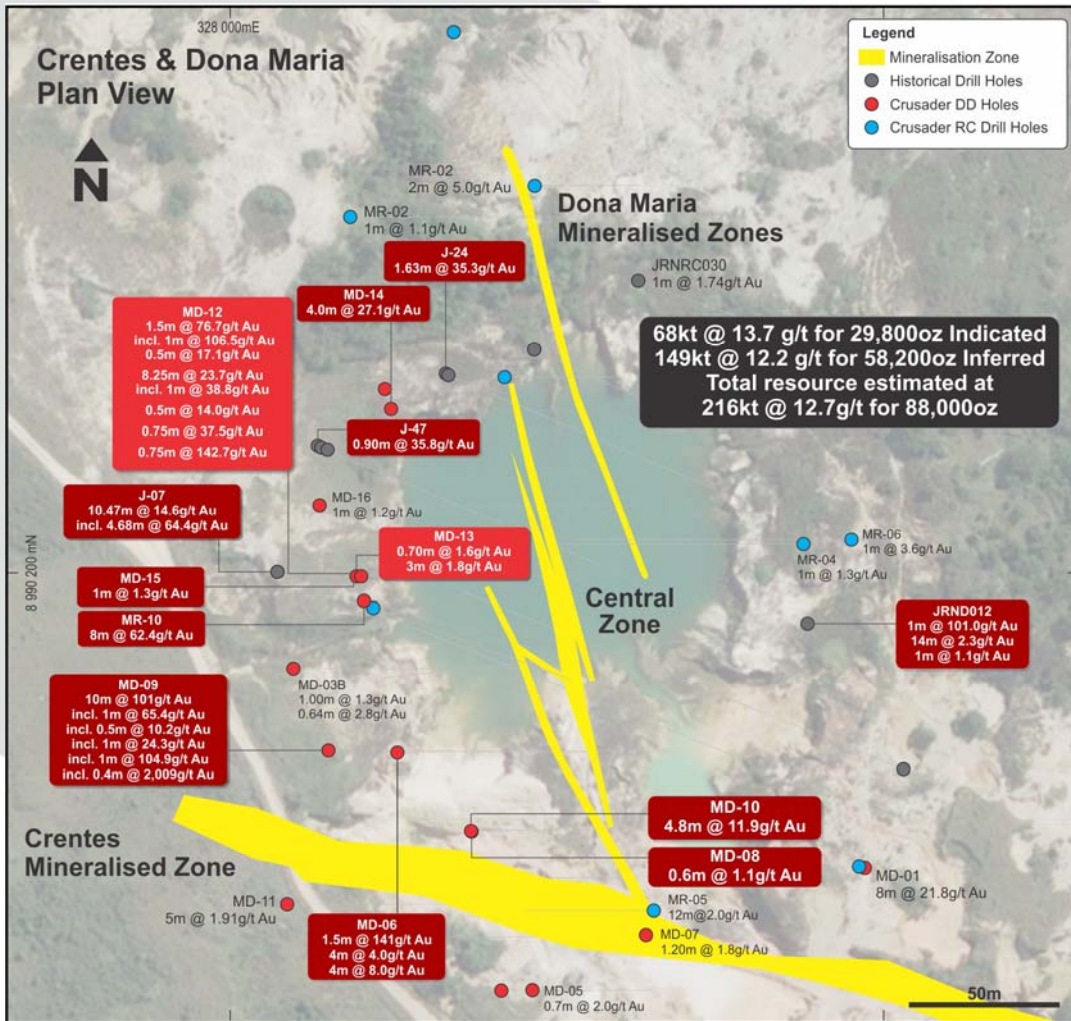 328 000mE
Crentes & Dona Maria
Plan View
N
Legend
Mineralisation Zone
Historical Drill Holes
Crusader DD Holes
Crusader RC Drill Holes
MR-02
2m @ 5.0g/t Au
MR-02
1m @ 1.1g/t Au
Dona Maria
Mineralised Zones
J-24
1.63m @ 35.3g/t Au
JRNRC030
1m @ 1.74g/t Au
MD-14
4.0m @ 27.1g/t Au
MD-12
1.5m @ 76.7g/t Au
incl. 1m @ 106.5g/t Au
0.5m @ 17.1g/t Au
8.25m @ 23.7g/t Au
incl. 1m @ 38.8g/t Au
0.5m @ 14.0g/t Au
0.75m @ 37.5g/t Au
0.75m @ 142.7g/t Au
68kt @ 13.7 g/t for 29,800oz Indicated
149kt @ 12.2 g/t for 58,200oz Inferred
Total resource estimated at
216kt @ 12.7g/t for 88,000oz
J-47
0.90m @ 35.8g/t Au
J-07
10.47m @ 14.6g/t Au
incl. 4.68m @ 64.4g/t Au
MD-16
1m @ 1.2g/t Au
MD-13
0.70m @ 1.6g/t Au
3m @ 1.8g/t Au
MR-06
1m @ 3.6g/t Au
MR-04
1m @ 1.3g/t Au
8 990 200 mN
MD-15
1m @ 1.3g/t Au
MR-10
8m @ 62.4g/t Au
Central
Zone
JRND012
1m @ 101.0g/t Au
14m @ 2.3g/t Au
1m @ 1.1g/t Au
MD-03B
1.00m @ 1.3g/t Au
0.64m @ 2.8g/t Au
MD-09
10m @ 101g/t Au
incl. 1m @ 65.4g/t Au
incl. 0.5m @ 10.2g/t Au
incl. 1m @ 24.3g/t Au
incl. 1m @ 104.9g/t Au
incl. 0.4m @ 2,009g/t Au
MD-10
4.8m @ 11.9g/t Au
MD-08
0.6m @ 1.1g/t Au
Crentes
Mineralised Zone
MD-01
8m @ 21.8g/t Au
MD-11
5m @ 1.91g/t Au
MR-05
12m@2.0g/t Au
MD-06
1.5m @ 141g/t Au
4m @ 4.0g/t Au
4m @ 8.0g/t Au
MD-07
1.20m @ 1.8g/t Au
MD-05
0.7m @ 2.0g/t Au
50m